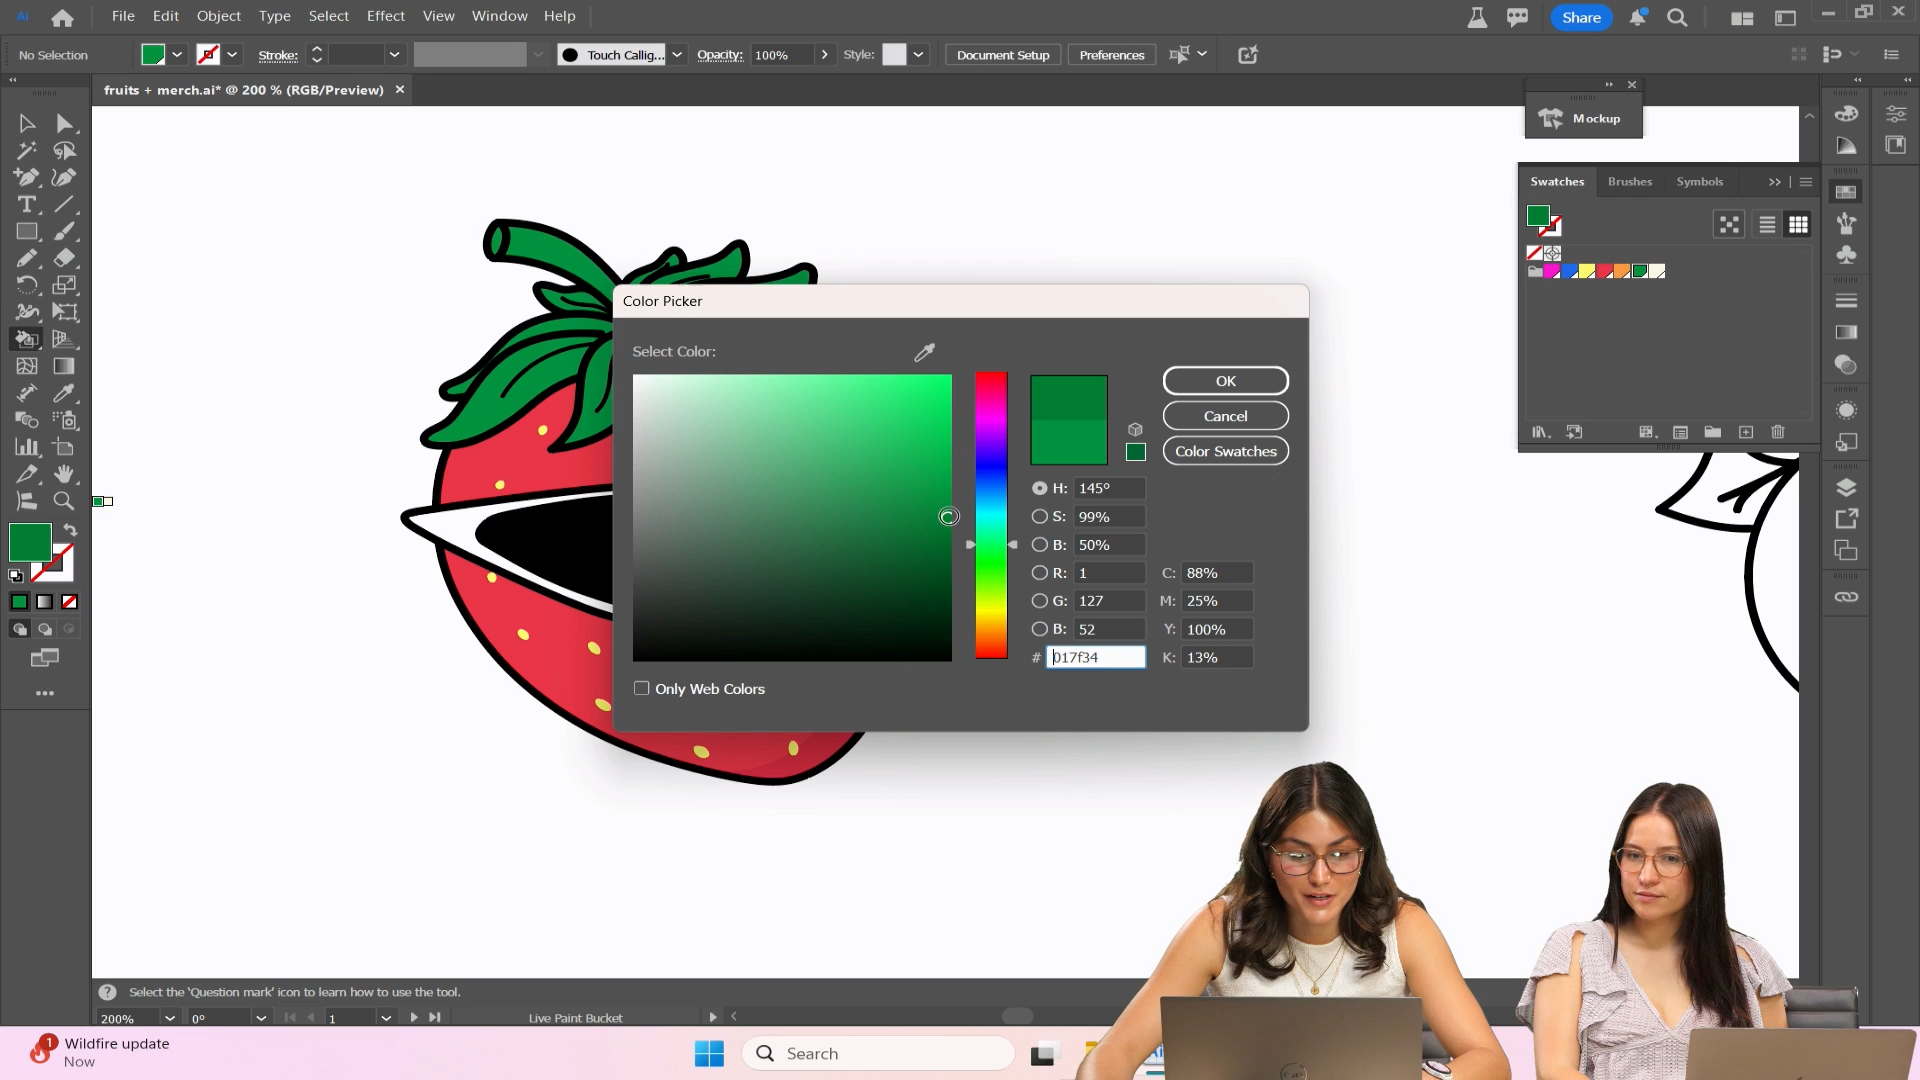 Ai File Edit Object Type Select Effect View Window Help Share
No Selection Stroke: Touch Callig... Opacity: 100% Style: Document Setup Preferences
fruits + merch.ai* @ 200 % (RGB/Preview)
Mockup
Swatches Brushes Symbols
Color Picker
Select Color:
OK
Cancel
Color Swatches
H: 145°
S: 99%
B: 50%
R: 1 C: 88%
G: 127 M: 25%
B: 52 Y: 100%
# 017f34 K: 13%
Only Web Colors
Select the 'Question mark' icon to learn how to use the tool.
200% 0° 1 Live Paint Bucket
1 Wildfire update
Now
Search